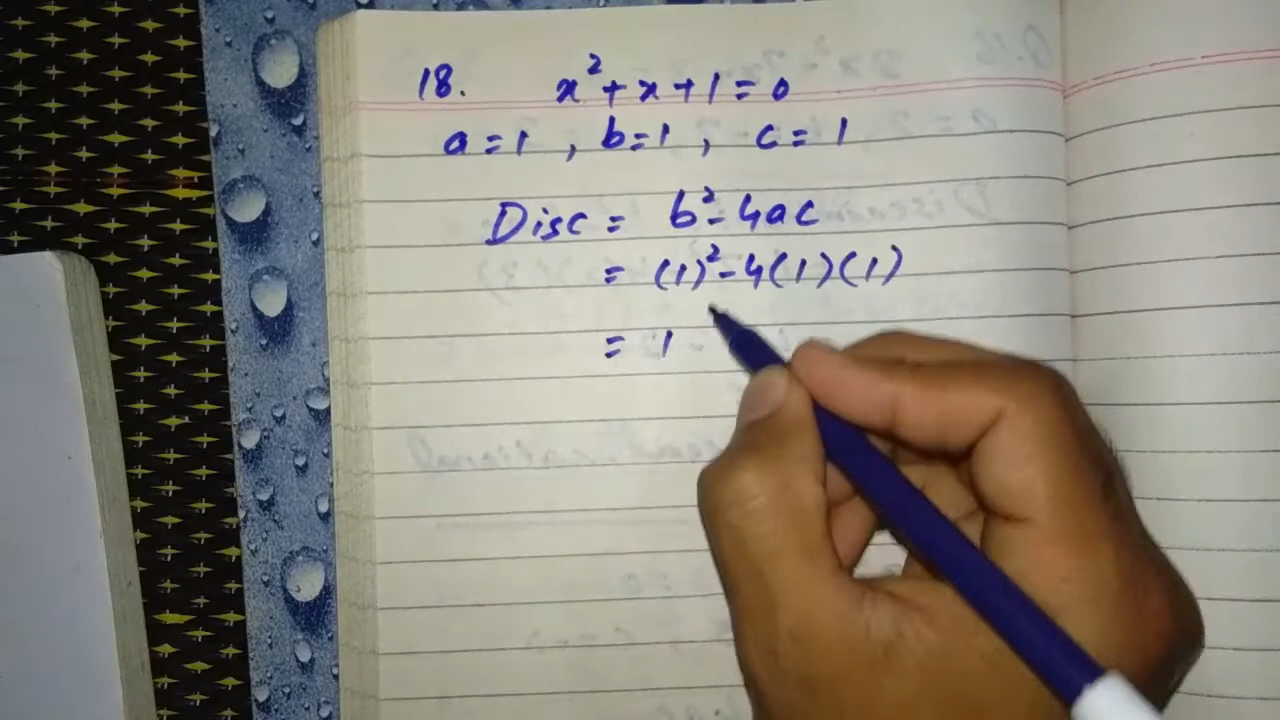 18. x²+x+1=0
a=1, b=1, c=1
Disc = b²-4ac
= (1)²-4(1)(1)
= 1